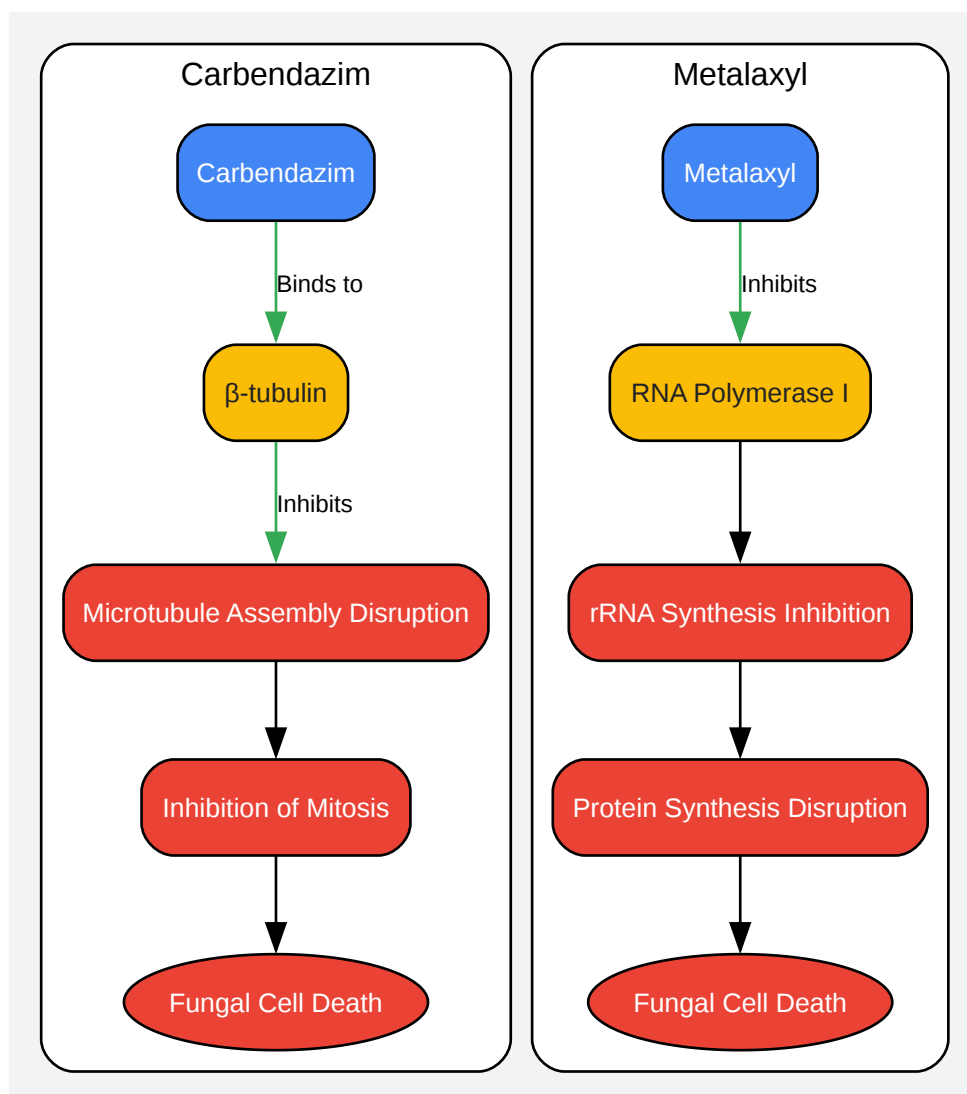 Carbendazim
Carbendazim
Binds to
β-tubulin
Inhibits
Microtubule Assembly Disruption
Inhibition of Mitosis
Fungal Cell Death
Metalaxyl
Metalaxyl
Inhibits
RNA Polymerase I
rRNA Synthesis Inhibition
Protein Synthesis Disruption
Fungal Cell Death